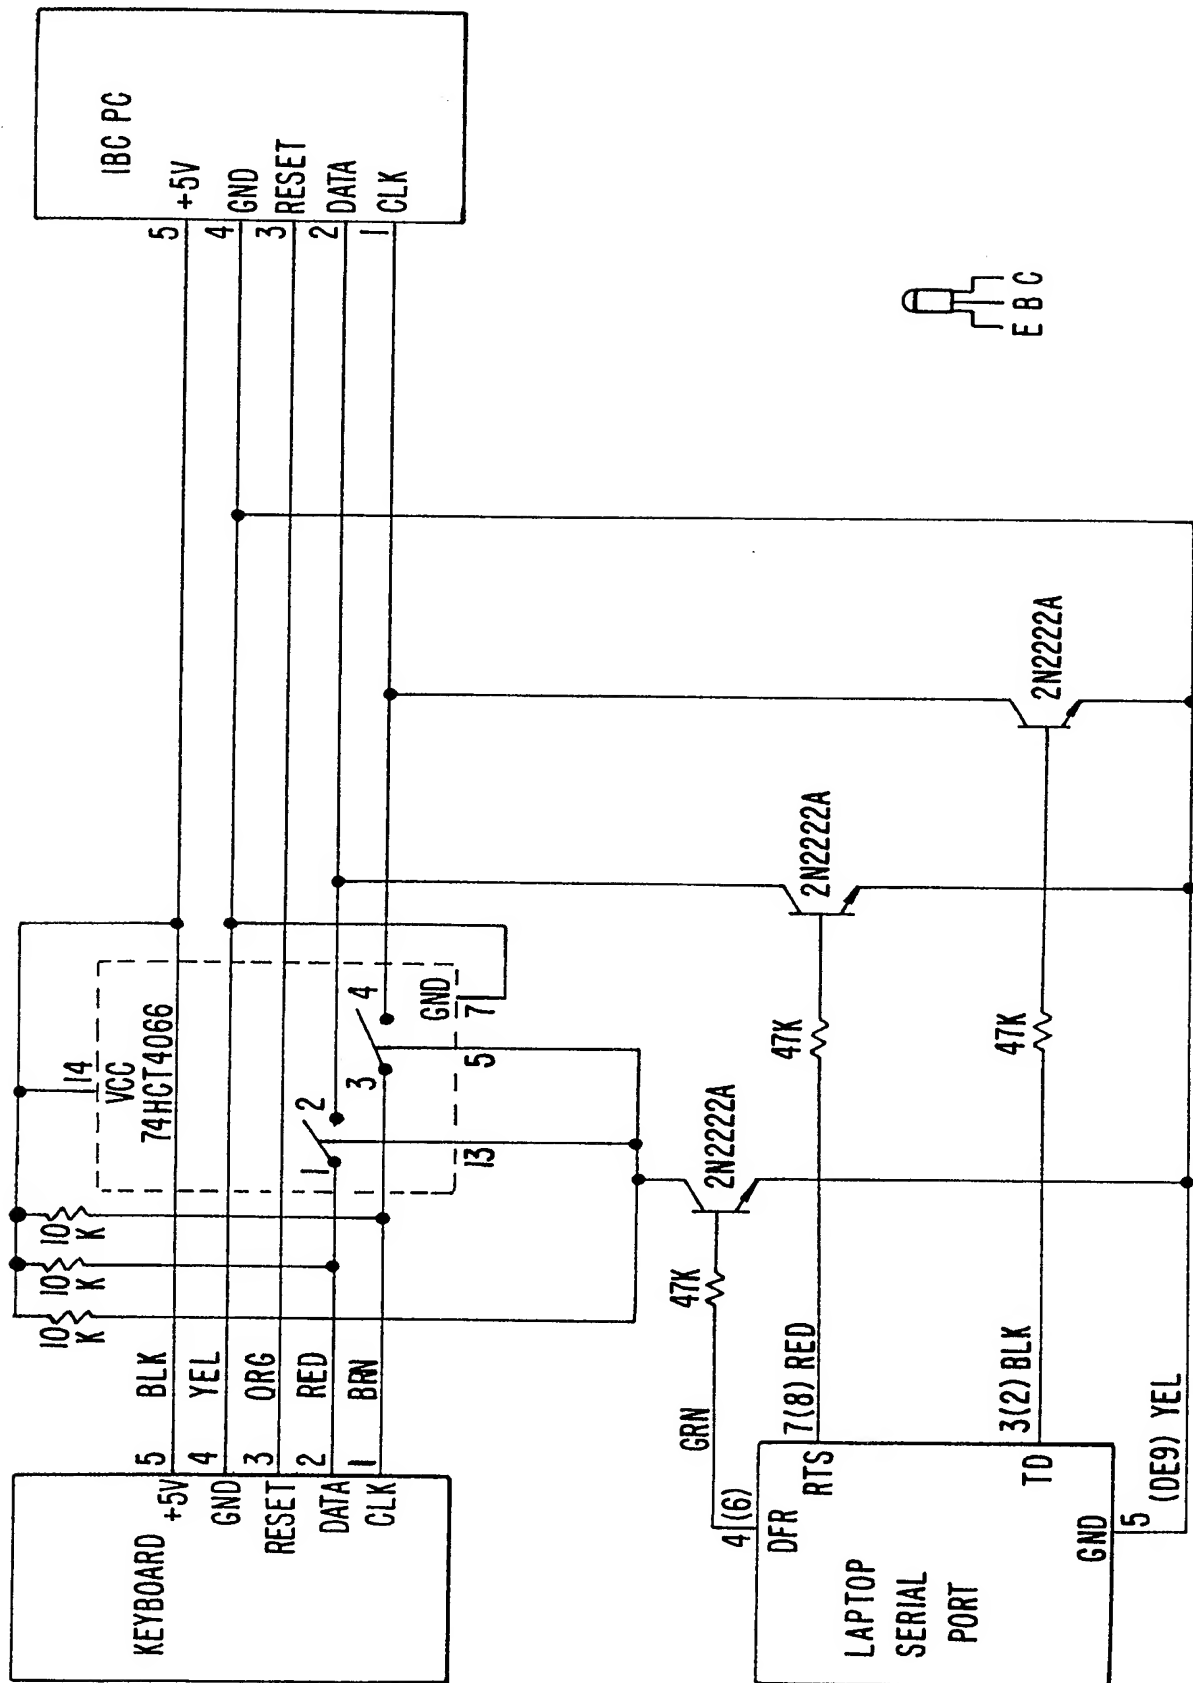 KEYBOARD
+5V
GND
RESET
DATA
CLK
5
4
3
2
1
BLK
YEL
ORG
RED
BRN
10
K
10
K
10
K
14
VCC
74HCT4066
1
2
3
4
GND
7
13
5
IBC PC
+5V
GND
RESET
DATA
CLK
5
4
3
2
1
LAPTOP
SERIAL
PORT
DFR
4 (6)
GRN
47K
2N2222A
RTS
7(8) RED
47K
2N2222A
TD
3(2) BLK
47K
2N2222A
GND
5
(DE9) YEL
E B C